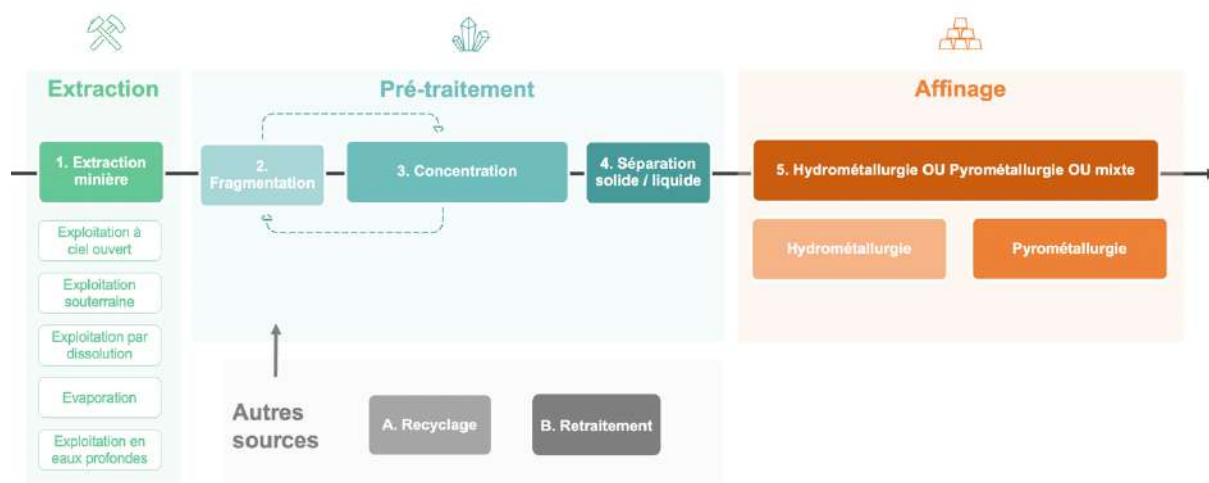 Extraction
Pré-traitement
Affinage
1. Extraction
minière
2.
Fragmentation
3. Concentration
4. Séparation
solide / liquide
5. Hydrométallurgie OU Pyrométallurgie OU mixte
Exploitation à
ciel ouvert
Exploitation
souterraine
Exploitation par
dissolution
Evaporation
Exploitation en
eaux profondes
Hydrométallurgie
Pyrométallurgie
Autres
sources
A. Recyclage
B. Retraitement